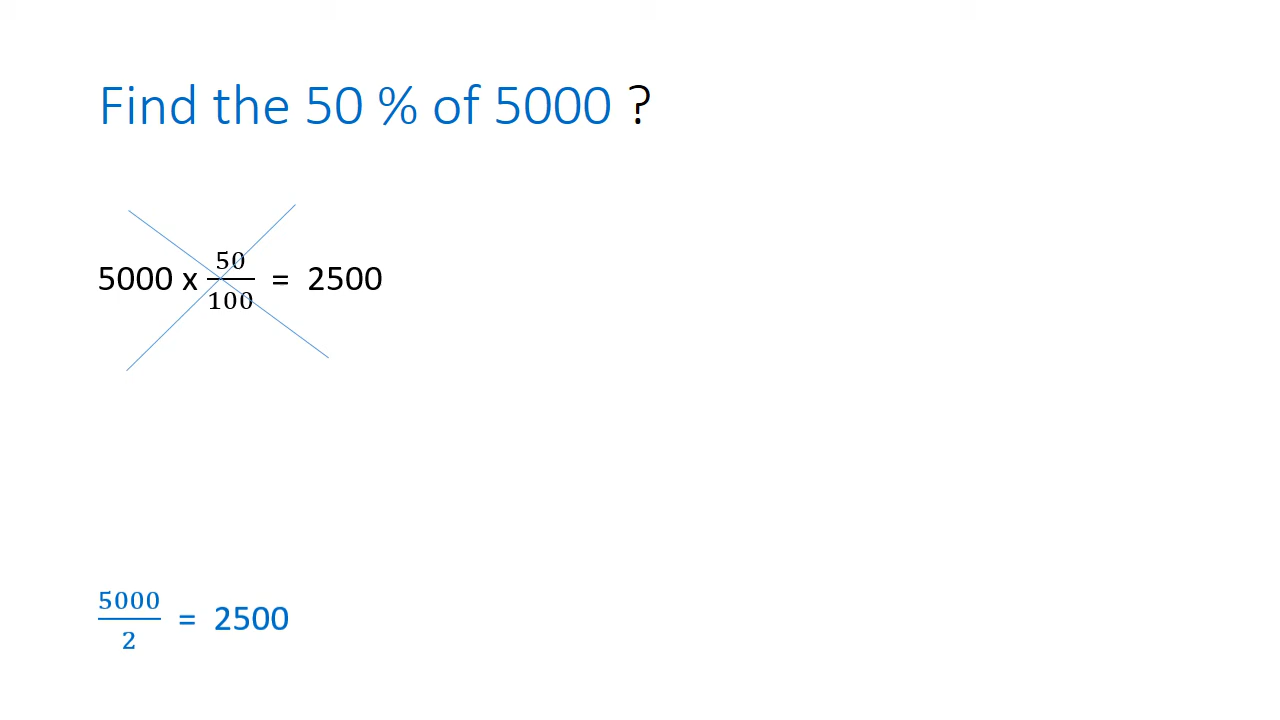 Find the 50 % of 5000 ?
5000 x 50/100 = 2500
5000/2 = 2500